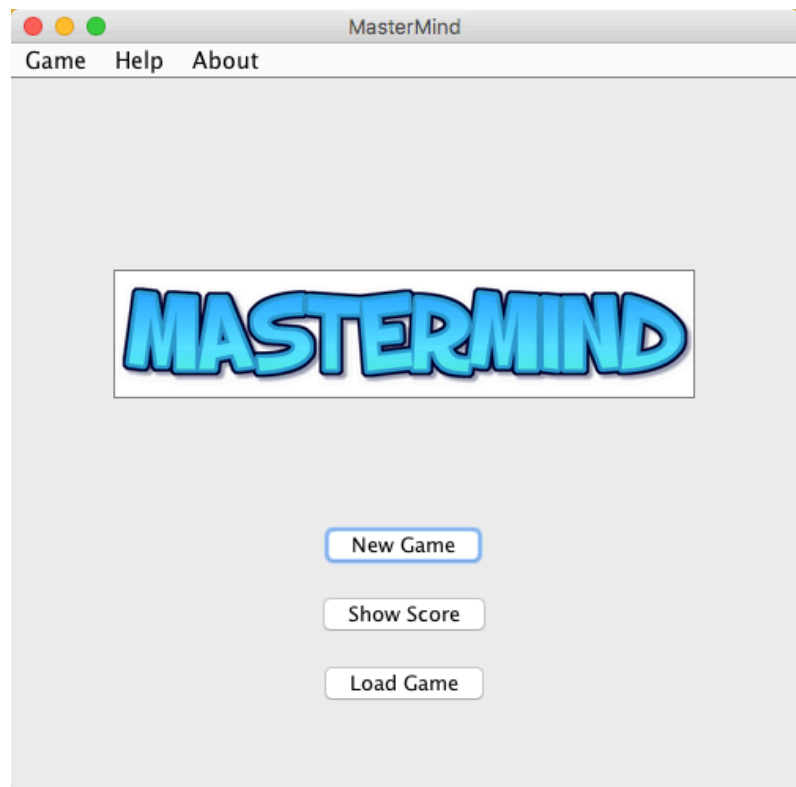 MasterMind
Game Help About
MASTERMIND
New Game
Show Score
Load Game